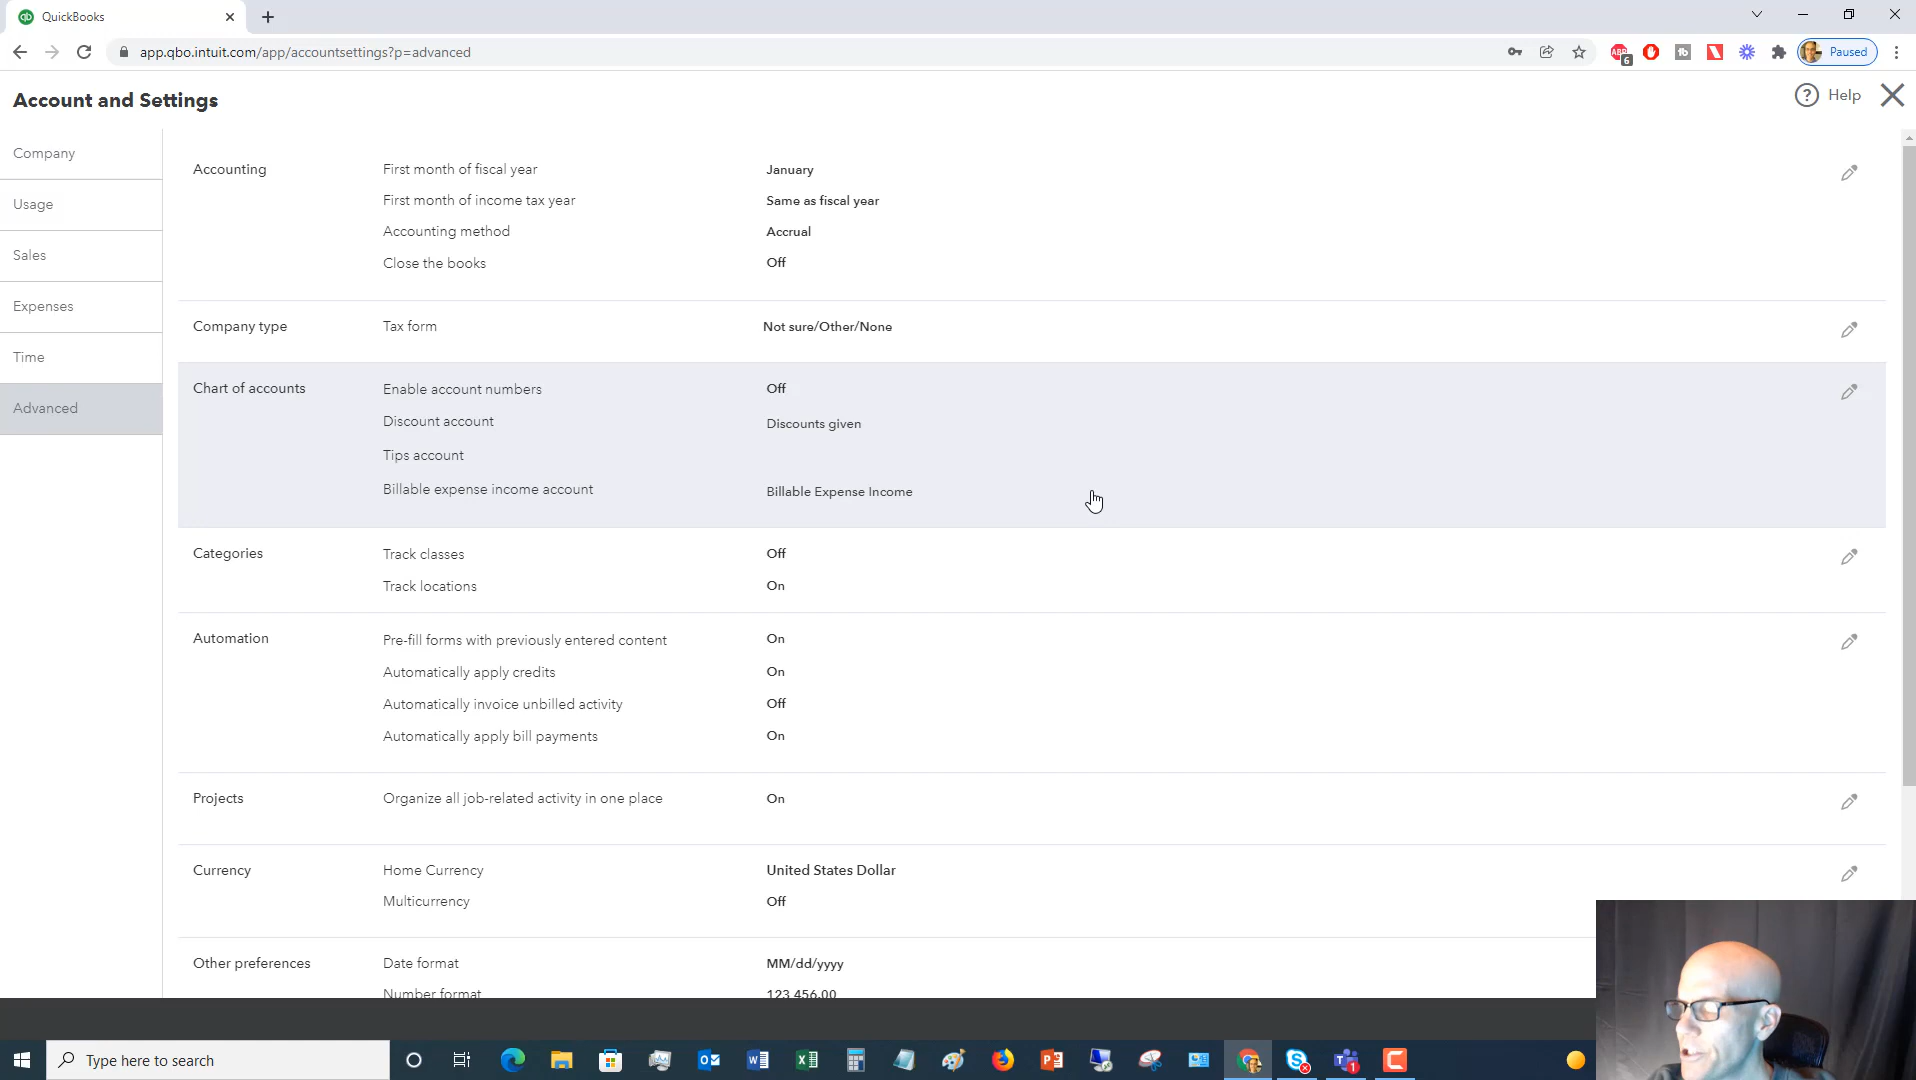 QuickBooks
app.qbo.intuit.com/app/accountsettings?p=advanced
Paused
Account and Settings
Help
Company
Usage
Sales
Expenses
Time
Advanced
Accounting
First month of fiscal year January
First month of income tax year Same as fiscal year
Accounting method Accrual
Close the books Off
Company type Tax form Not sure/Other/None
Chart of accounts Enable account numbers Off
Discount account Discounts given
Tips account
Billable expense income account Billable Expense Income
Categories Track classes Off
Track locations On
Automation Pre-fill forms with previously entered content On
Automatically apply credits On
Automatically invoice unbilled activity Off
Automatically apply bill payments On
Projects Organize all job-related activity in one place On
Currency Home Currency United States Dollar
Multicurrency Off
Other preferences Date format MM/dd/yyyy
Number format 123,456.00
Type here to search